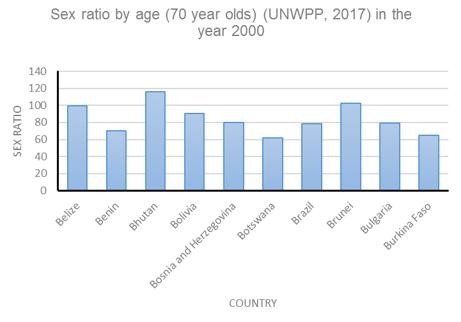 Sex ratio by age (70 year olds) (UNWPP, 2017) in the
year 2000
140
120
100
80
60
40
20
0
SEX RATIO
Belize
Benin
Bhutan
Bolivia
Bosnia and Herzegovina
Botswana
Brazil
Brunei
Bulgaria
Burkina Faso
COUNTRY